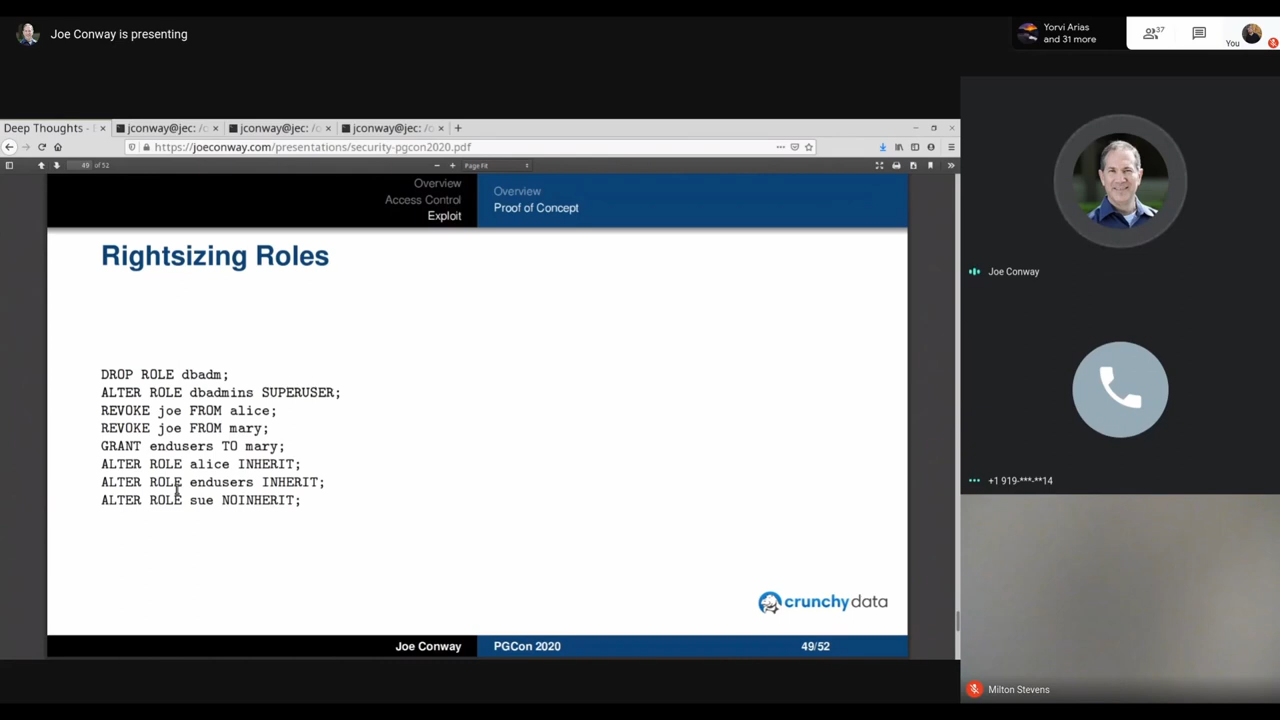 Joe Conway is presenting
Yorvi Arias
and 31 more
37
You
Deep Thoughts -
jconway@jec: /
jconway@jec: /
jconway@jec: /
https://joeconway.com/presentations/security-pgcon2020.pdf
49 of 52
Page Fit
Overview
Access Control
Exploit
Overview
Proof of Concept
Rightsizing Roles
DROP ROLE dbadm;
ALTER ROLE dbadmins SUPERUSER;
REVOKE joe FROM alice;
REVOKE joe FROM mary;
GRANT endusers TO mary;
ALTER ROLE alice INHERIT;
ALTER ROLE endusers INHERIT;
ALTER ROLE sue NOINHERIT;
crunchydata
Joe Conway
PGCon 2020
49/52
Joe Conway
+1 919-***-**14
Milton Stevens